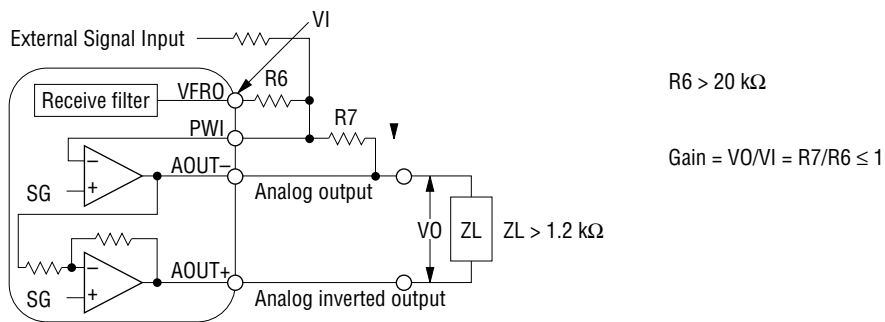 VI
External Signal Input
R6
VFRO
Receive filter
R6 > 20 kΩ
PWI
R7
−
AOUT−
Gain = VO/VI = R7/R6 ≤ 1
SG
+
Analog output
VO
ZL
ZL > 1.2 kΩ
−
AOUT+
SG
+
Analog inverted output